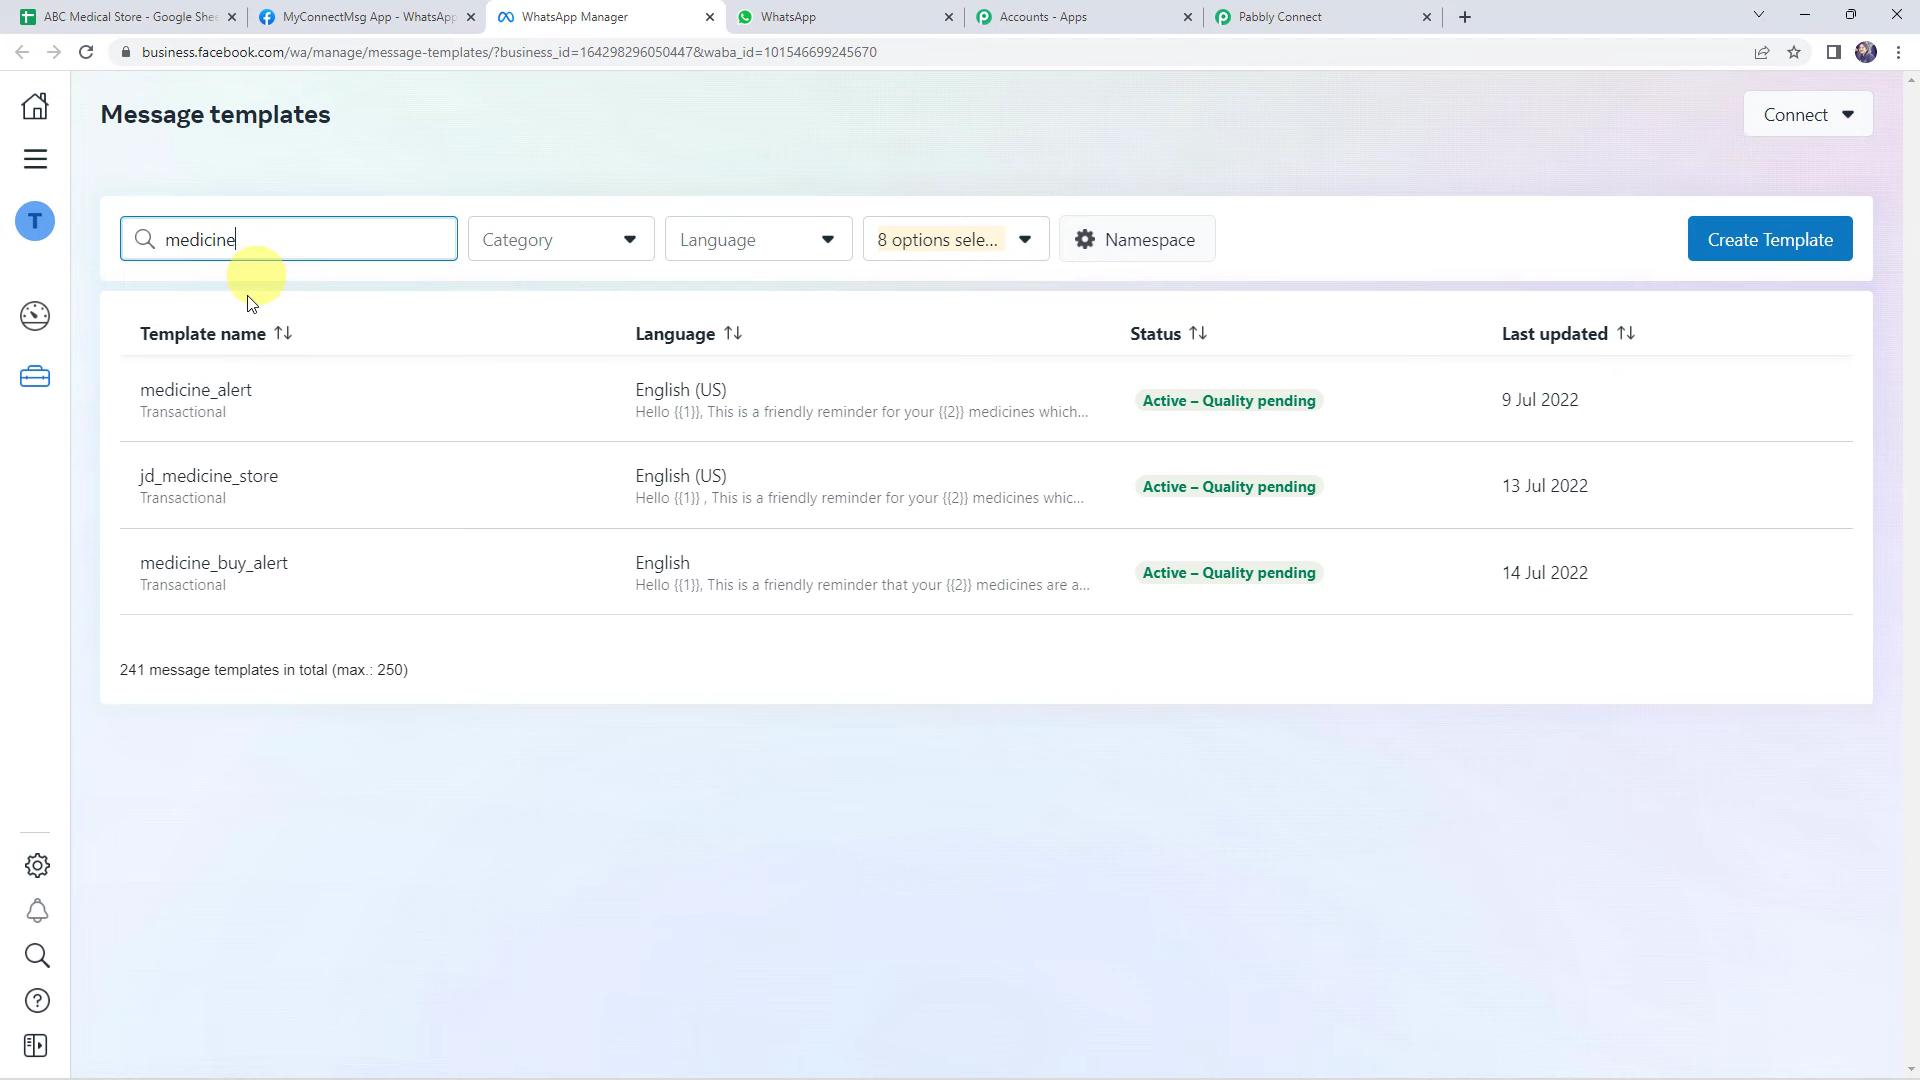 ABC Medical Store - Google She
MyConnectMsg App - WhatsApp
WhatsApp Manager
WhatsApp
Accounts - Apps
Pabbly Connect
business.facebook.com/wa/manage/message-templates/?business_id=164298296050447&waba_id=101546699245670
Message templates
Connect
T
medicine
Category
Language
8 options sele...
Namespace
Create Template
Template name
Language
Status
Last updated
medicine_alert
Transactional
English (US)
Hello {{1}}, This is a friendly reminder for your {{2}} medicines which...
Active – Quality pending
9 Jul 2022
jd_medicine_store
Transactional
English (US)
Hello {{1}} , This is a friendly reminder for your {{2}} medicines whic...
Active – Quality pending
13 Jul 2022
medicine_buy_alert
Transactional
English
Hello {{1}}, This is a friendly reminder that your {{2}} medicines are a...
Active – Quality pending
14 Jul 2022
241 message templates in total (max.: 250)